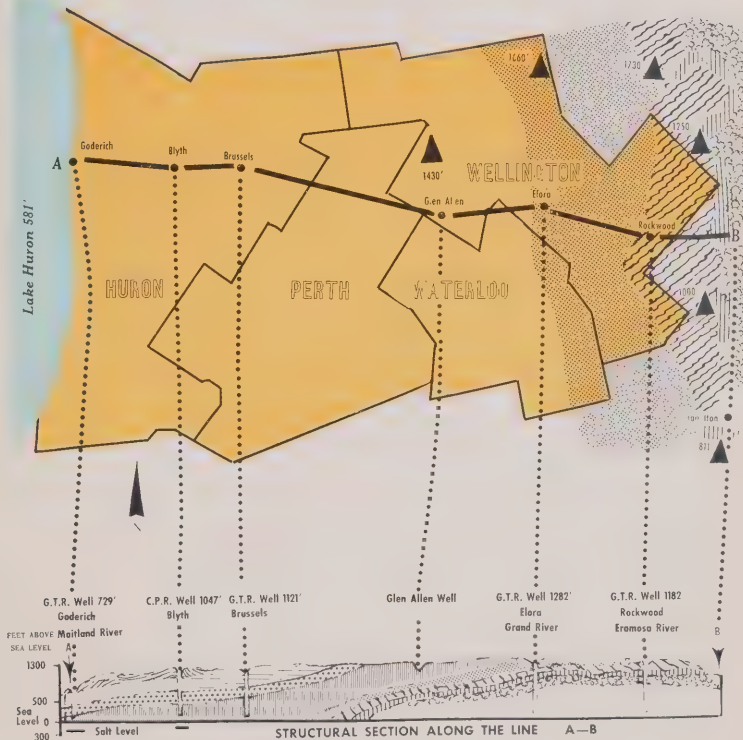 1060'
1730
1250
A
Goderich
Blyth
Brussels
1430'
WELLINGTON
Elora
Glen Allen
Rockwood
B
Lake Huron 581'
HURON
PERTH
WATERLOO
1000
811
G.T.R. Well 729'
Goderich
Maitland River
C.P.R. Well 1047'
Blyth
G.T.R. Well 1121'
Brussels
Glen Allen Well
G.T.R. Well 1282'
Elora
Grand River
G.T.R. Well 1182
Rockwood
Eramosa River
FEET ABOVE
SEA LEVEL
A
B
1300
500
Sea
Level 0
300
Salt Level
STRUCTURAL SECTION ALONG THE LINE A—B